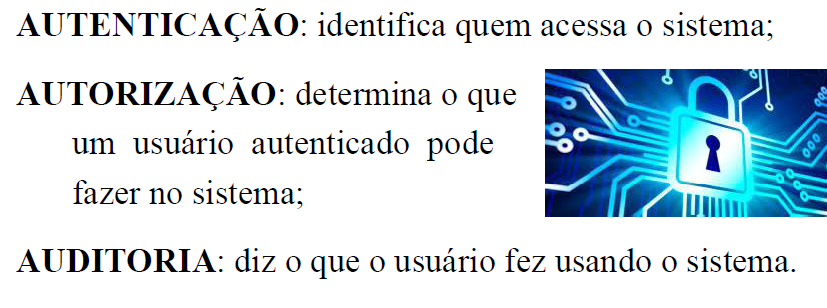 AUTENTICAÇÃO: identifica quem acessa o sistema;
AUTORIZAÇÃO: determina o que
um usuário autenticado pode
fazer no sistema;
AUDITORIA: diz o que o usuário fez usando o sistema.